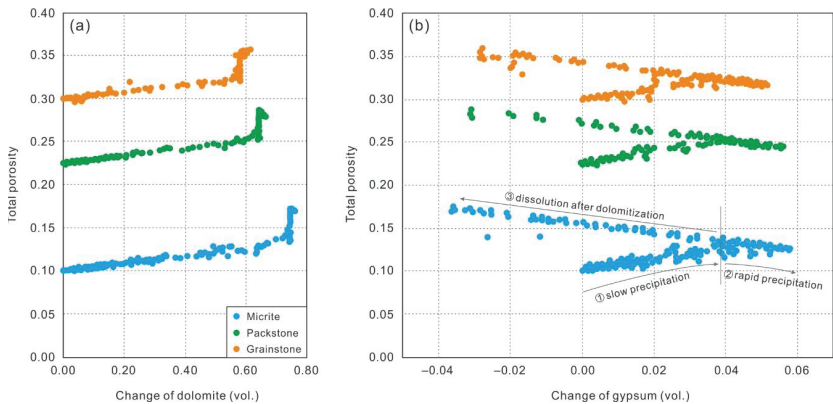 (a)
0.40
0.35
0.30
0.25
0.20
0.15
0.10
0.05
0.00
Total porosity
Micrite
Packstone
Grainstone
0.00 0.20 0.40 0.60 0.80
Change of dolomite (vol.)
(b)
0.40
0.35
0.30
0.25
0.20
0.15
0.10
0.05
0.00
Total porosity
③ dissolution after dolomitization
① slow precipitation
② rapid precipitation
−0.04 −0.02 0.00 0.02 0.04 0.06
Change of gypsum (vol.)